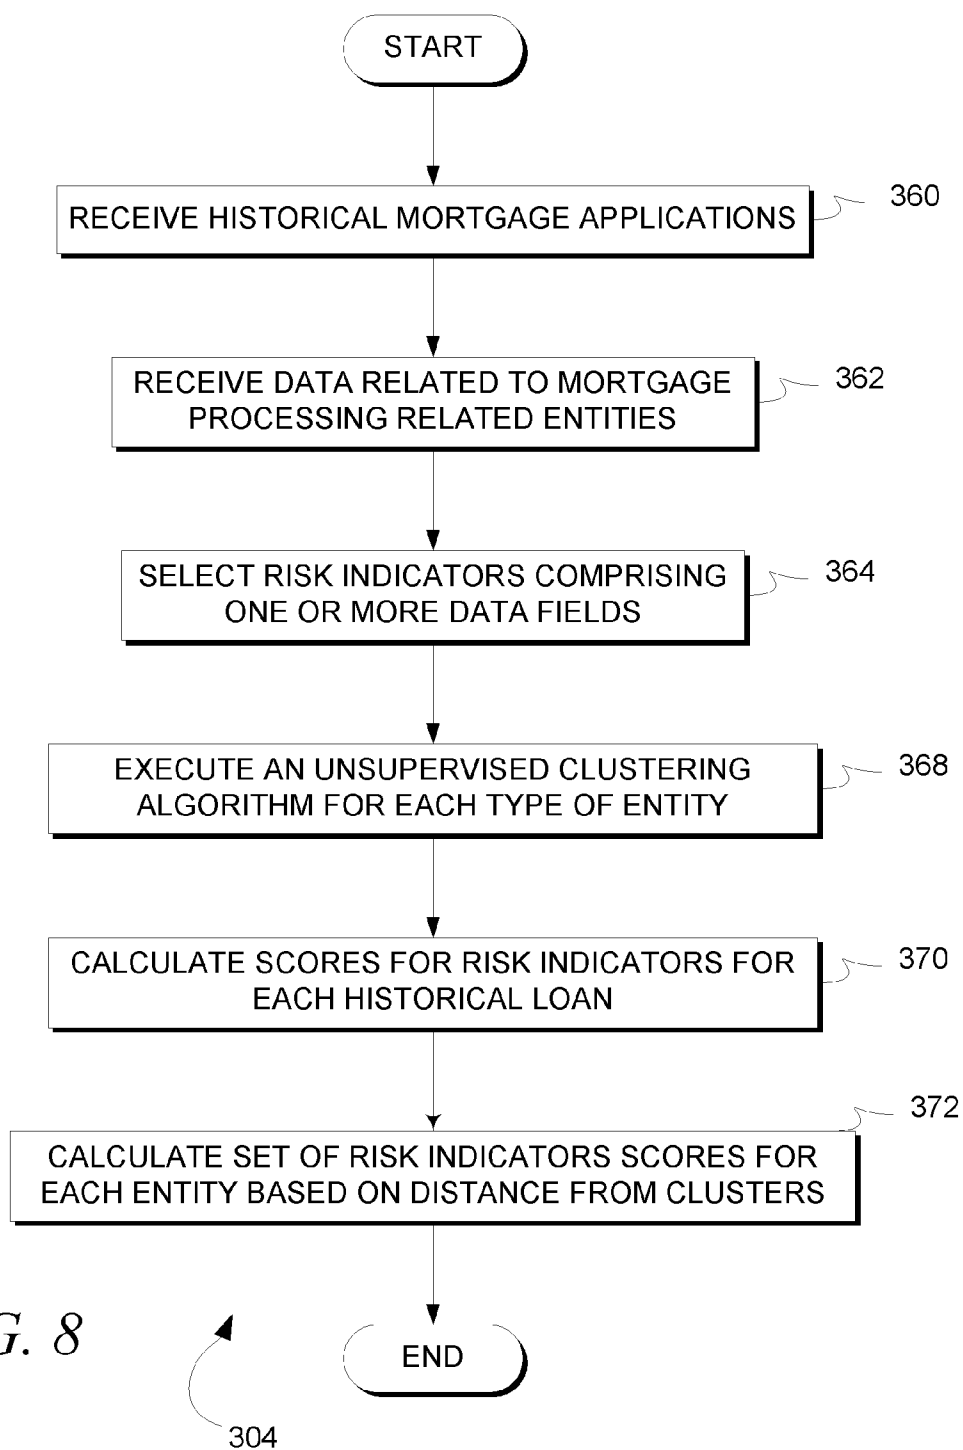 START
RECEIVE HISTORICAL MORTGAGE APPLICATIONS
360
RECEIVE DATA RELATED TO MORTGAGE
PROCESSING RELATED ENTITIES
362
SELECT RISK INDICATORS COMPRISING
ONE OR MORE DATA FIELDS
364
EXECUTE AN UNSUPERVISED CLUSTERING
ALGORITHM FOR EACH TYPE OF ENTITY
368
CALCULATE SCORES FOR RISK INDICATORS FOR
EACH HISTORICAL LOAN
370
CALCULATE SET OF RISK INDICATORS SCORES FOR
EACH ENTITY BASED ON DISTANCE FROM CLUSTERS
372
END
G. 8
304